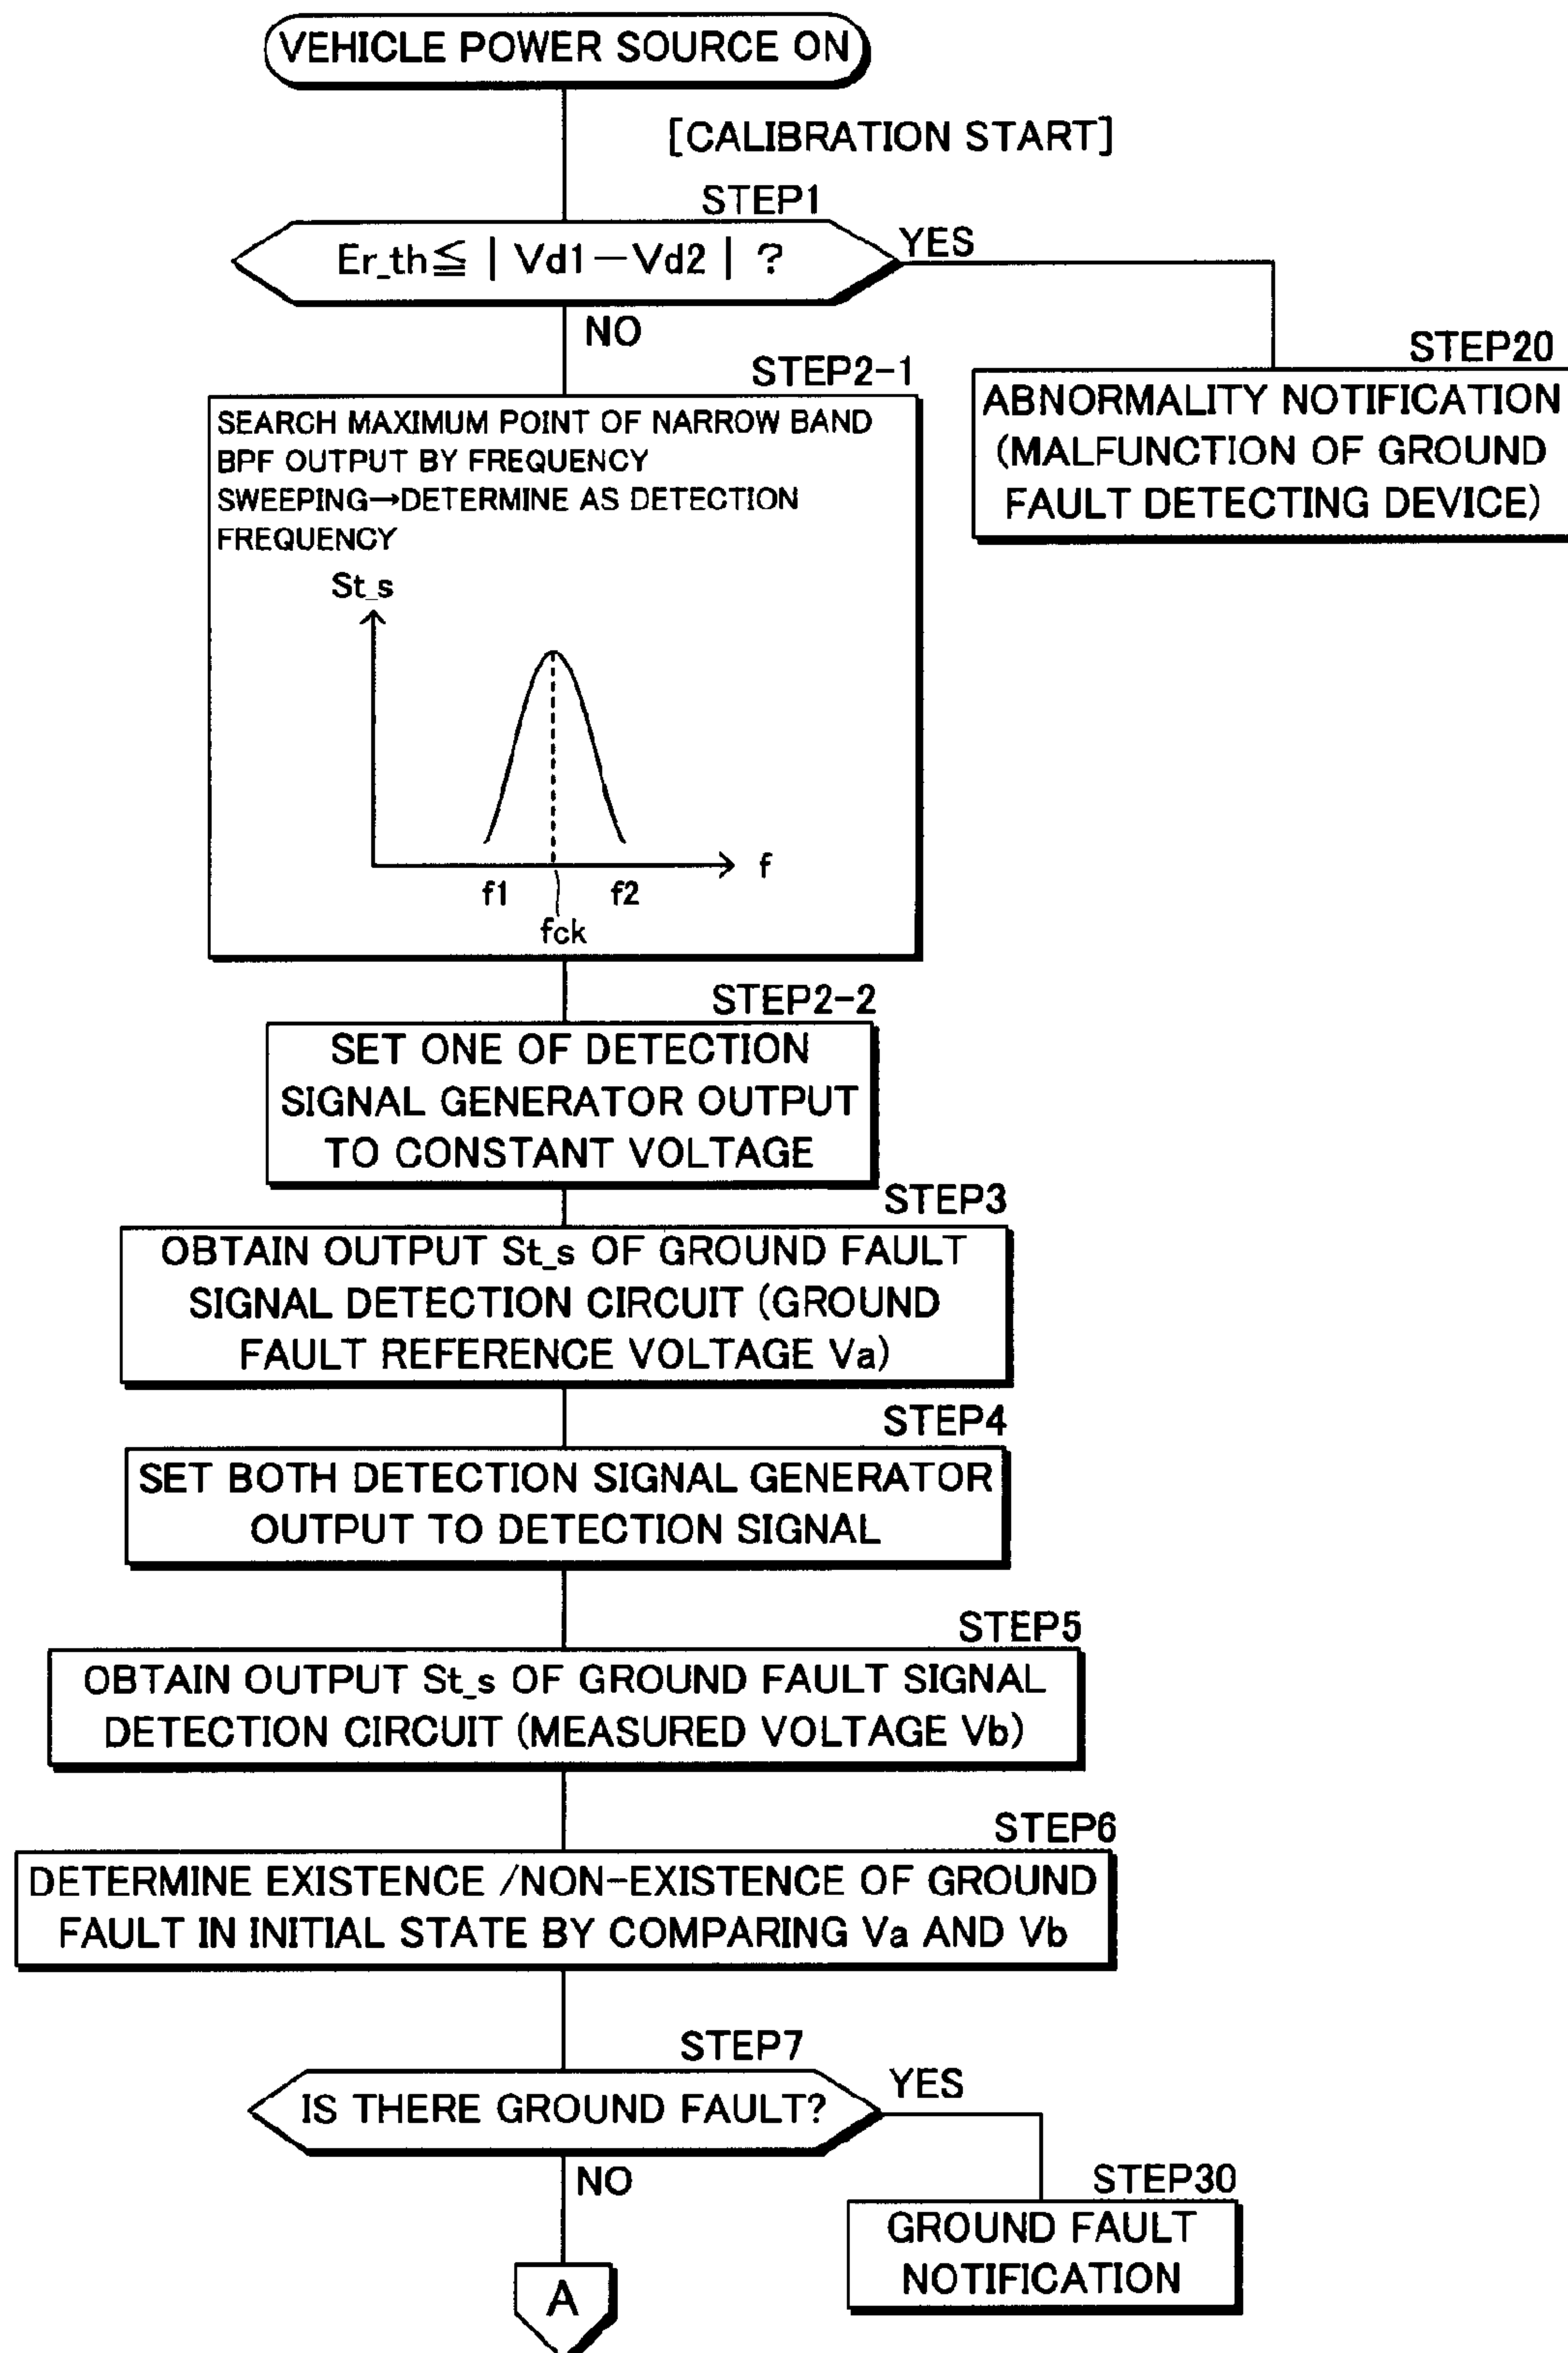 VEHICLE POWER SOURCE ON
[CALIBRATION START]
STEP1
Er_th≦ | Vd1-Vd2 | ?
YES
NO
STEP20
ABNORMALITY NOTIFICATION
(MALFUNCTION OF GROUND
FAULT DETECTING DEVICE)
STEP2-1
SEARCH MAXIMUM POINT OF NARROW BAND
BPF OUTPUT BY FREQUENCY
SWEEPING→DETERMINE AS DETECTION
FREQUENCY
St_s
f
f1
f2
fck
STEP2-2
SET ONE OF DETECTION
SIGNAL GENERATOR OUTPUT
TO CONSTANT VOLTAGE
STEP3
OBTAIN OUTPUT St_s OF GROUND FAULT
SIGNAL DETECTION CIRCUIT (GROUND
FAULT REFERENCE VOLTAGE Va)
STEP4
SET BOTH DETECTION SIGNAL GENERATOR
OUTPUT TO DETECTION SIGNAL
STEP5
OBTAIN OUTPUT St_s OF GROUND FAULT SIGNAL
DETECTION CIRCUIT (MEASURED VOLTAGE Vb)
STEP6
DETERMINE EXISTENCE /NON-EXISTENCE OF GROUND
FAULT IN INITIAL STATE BY COMPARING Va AND Vb
STEP7
IS THERE GROUND FAULT?
YES
NO
STEP30
GROUND FAULT
NOTIFICATION
A